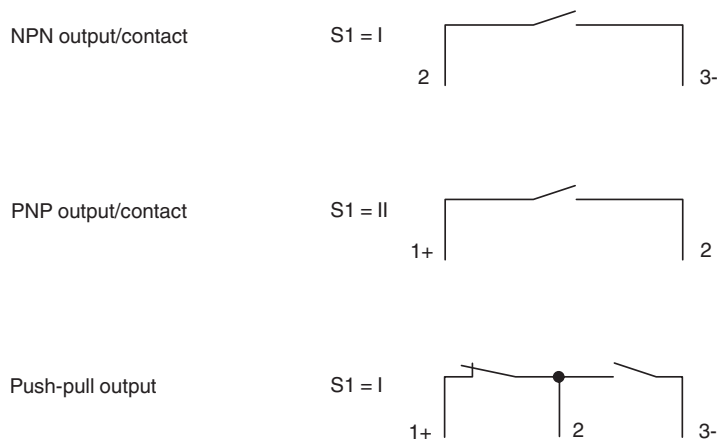 NPN output/contact S1 = I
2 3-
PNP output/contact S1 = II
1+ 2
Push-pull output S1 = I
1+ 2 3-